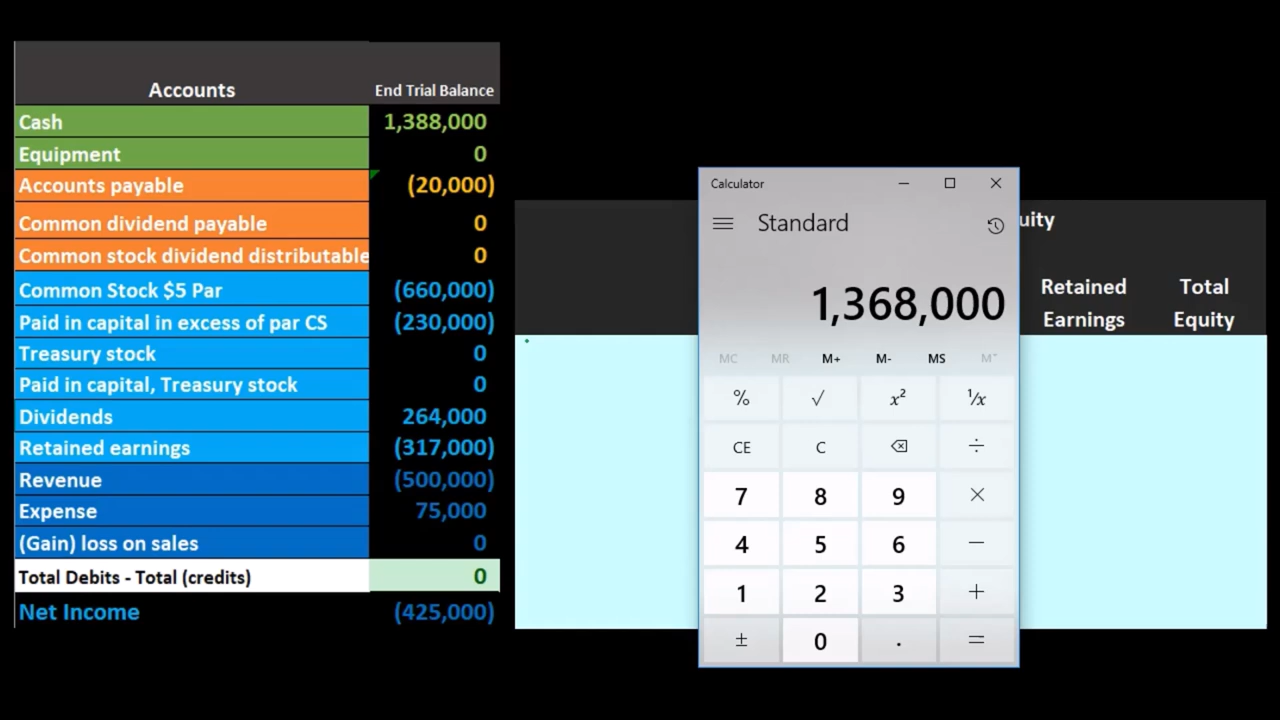 Accounts End Trial Balance
Cash 1,388,000
Equipment 0
Accounts payable (20,000)
Common dividend payable 0
Common stock dividend distributable 0
Common Stock $5 Par (660,000)
Paid in capital in excess of par CS (230,000)
Treasury stock 0
Paid in capital, Treasury stock 0
Dividends 264,000
Retained earnings (317,000)
Revenue (500,000)
Expense 75,000
(Gain) loss on sales 0
Total Debits - Total (credits) 0
Net Income (425,000)
Calculator
Standard
1,368,000
MC MR M+ M- MS M˅
% √ x² ¹/x
CE C ⌫ ÷
7 8 9 ×
4 5 6 −
1 2 3 +
± 0 . =
uity
Retained Total
Earnings Equity